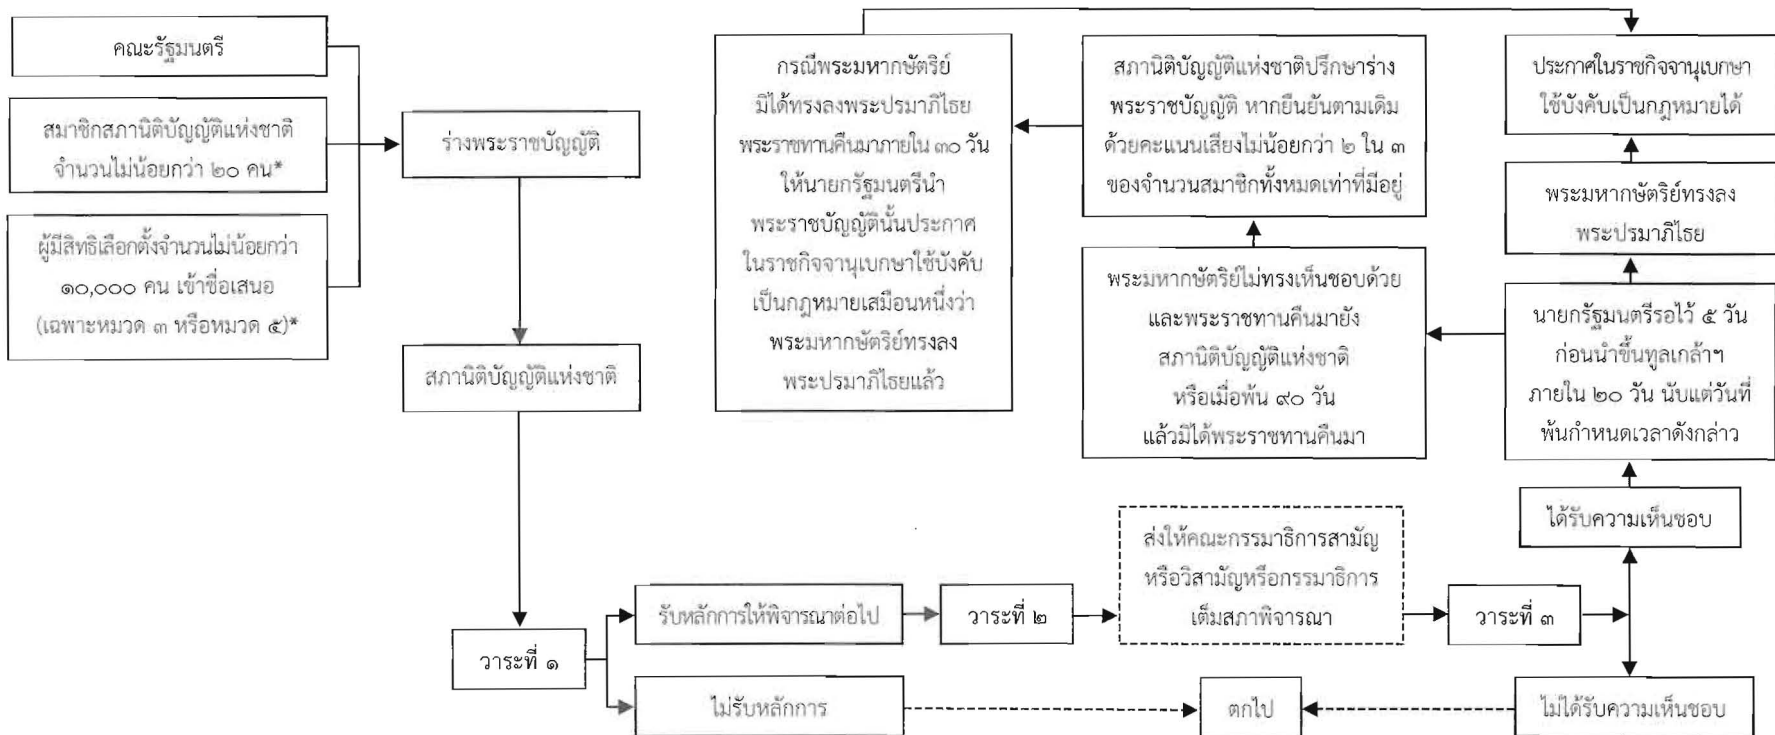 คณะรัฐมนตรี
สมาชิกสภานิติบัญญัติแห่งชาติ
จำนวนไม่น้อยกว่า ๒๐ คน*
ผู้มีสิทธิเลือกตั้งจำนวนไม่น้อยกว่า
๑๐,๐๐๐ คน เข้าชื่อเสนอ
(เฉพาะหมวด ๓ หรือหมวด ๕)*
ร่างพระราชบัญญัติ
สภานิติบัญญัติแห่งชาติ
วาระที่ ๑
รับหลักการให้พิจารณาต่อไป
ไม่รับหลักการ
วาระที่ ๒
ส่งให้คณะกรรมาธิการสามัญ
หรือวิสามัญหรือกรรมาธิการ
เต็มสภาพิจารณา
วาระที่ ๓
ตกไป
ไม่ได้รับความเห็นชอบ
ได้รับความเห็นชอบ
นายกรัฐมนตรีรอไว้ ๕ วัน
ก่อนนำขึ้นทูลเกล้าฯ
ภายใน ๒๐ วัน นับแต่วันที่
พ้นกำหนดเวลาดังกล่าว
พระมหากษัตริย์ทรงลง
พระปรมาภิไธย
ประกาศในราชกิจจานุเบกษา
ใช้บังคับเป็นกฎหมายได้
พระมหากษัตริย์ไม่ทรงเห็นชอบด้วย
และพระราชทานคืนมายัง
สภานิติบัญญัติแห่งชาติ
หรือเมื่อพ้น ๙๐ วัน
แล้วมิได้พระราชทานคืนมา
สภานิติบัญญัติแห่งชาติปรึกษาร่าง
พระราชบัญญัติ หากยืนยันตามเดิม
ด้วยคะแนนเสียงไม่น้อยกว่า ๒ ใน ๓
ของจำนวนสมาชิกทั้งหมดเท่าที่มีอยู่
กรณีพระมหากษัตริย์
มิได้ทรงลงพระปรมาภิไธย
พระราชทานคืนมาภายใน ๓๐ วัน
ให้นายกรัฐมนตรีนำ
พระราชบัญญัตินั้นประกาศ
ในราชกิจจานุเบกษาใช้บังคับ
เป็นกฎหมายเสมือนหนึ่งว่า
พระมหากษัตริย์ทรงลง
พระปรมาภิไธยแล้ว